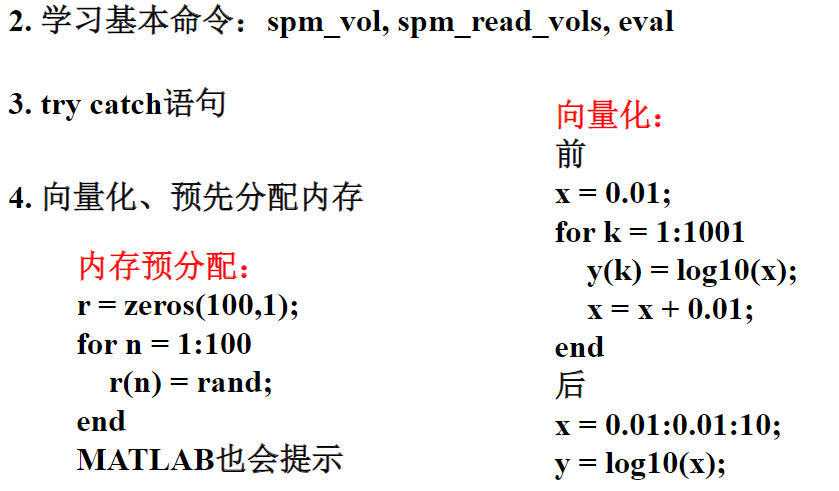 2. 学习基本命令：spm_vol, spm_read_vols, eval
3. try catch语句
4. 向量化、预先分配内存
内存预分配：
r = zeros(100,1);
for n = 1:100
r(n) = rand;
end
MATLAB也会提示
向量化：
前
x = 0.01;
for k = 1:1001
y(k) = log10(x);
x = x + 0.01;
end
后
x = 0.01:0.01:10;
y = log10(x);